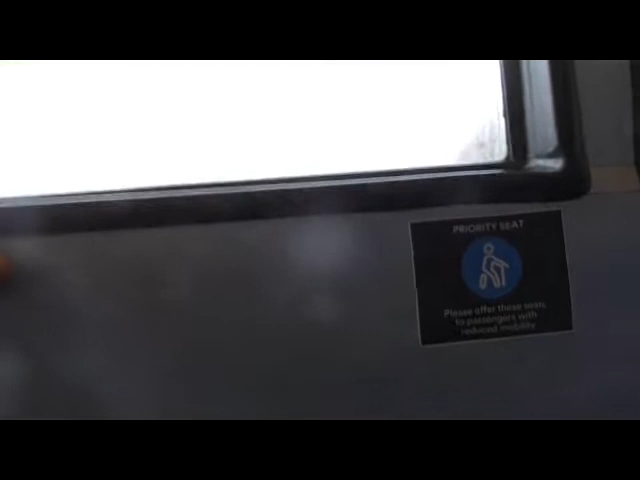 PRIORITY SEAT
Please offer these seats
to passengers with
reduced mobility